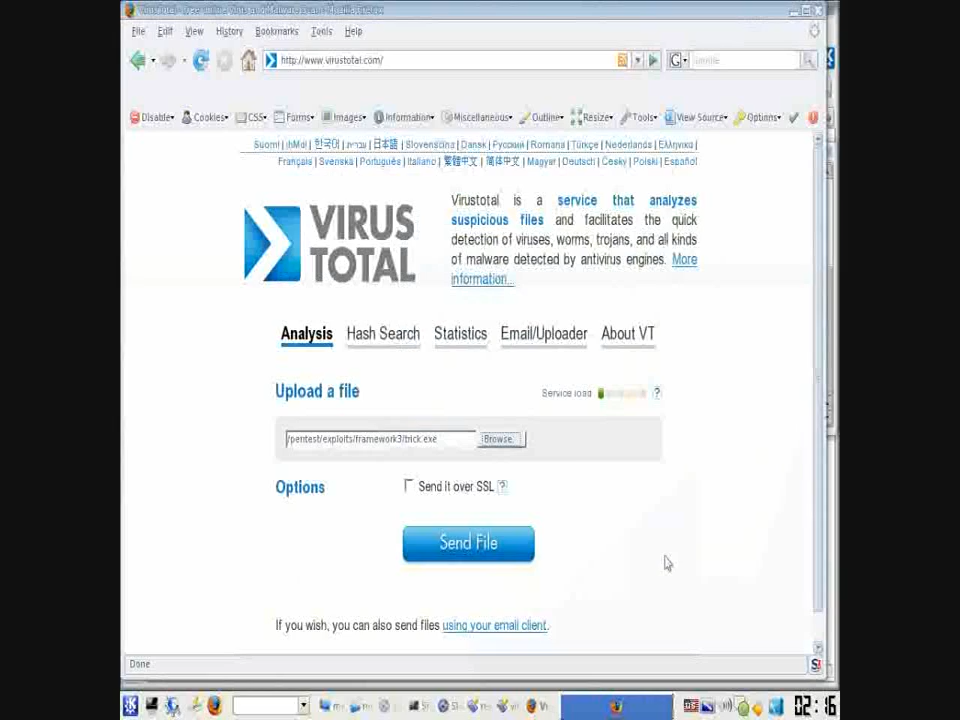 File Edit View History Bookmarks Tools Help
http://www.virustotal.com/
G
Disable Cookies CSS Forms Images Information Miscellaneous Outline Resize Tools View Source Options
Suomi | | 한국어 | עברית | 日本語 | Slovenščina | Dansk | Русский | Romana | Türkçe | Nederlands | Ελληνικά |
Français | Svenska | Português | Italiano | 繁體中文 | 简体中文 | Magyar | Deutsch | Česky | Polski | Español
VIRUS
TOTAL
Virustotal is a service that analyzes
suspicious files and facilitates the quick
detection of viruses, worms, trojans, and all kinds
of malware detected by antivirus engines. More
information...
Analysis Hash Search Statistics Email/Uploader About VT
Upload a file
Service load ?
/pentest/exploits/framework3/trick.exe Browse.
Options Send it over SSL ?
Send File
If you wish, you can also send files using your email client.
Done
02:16